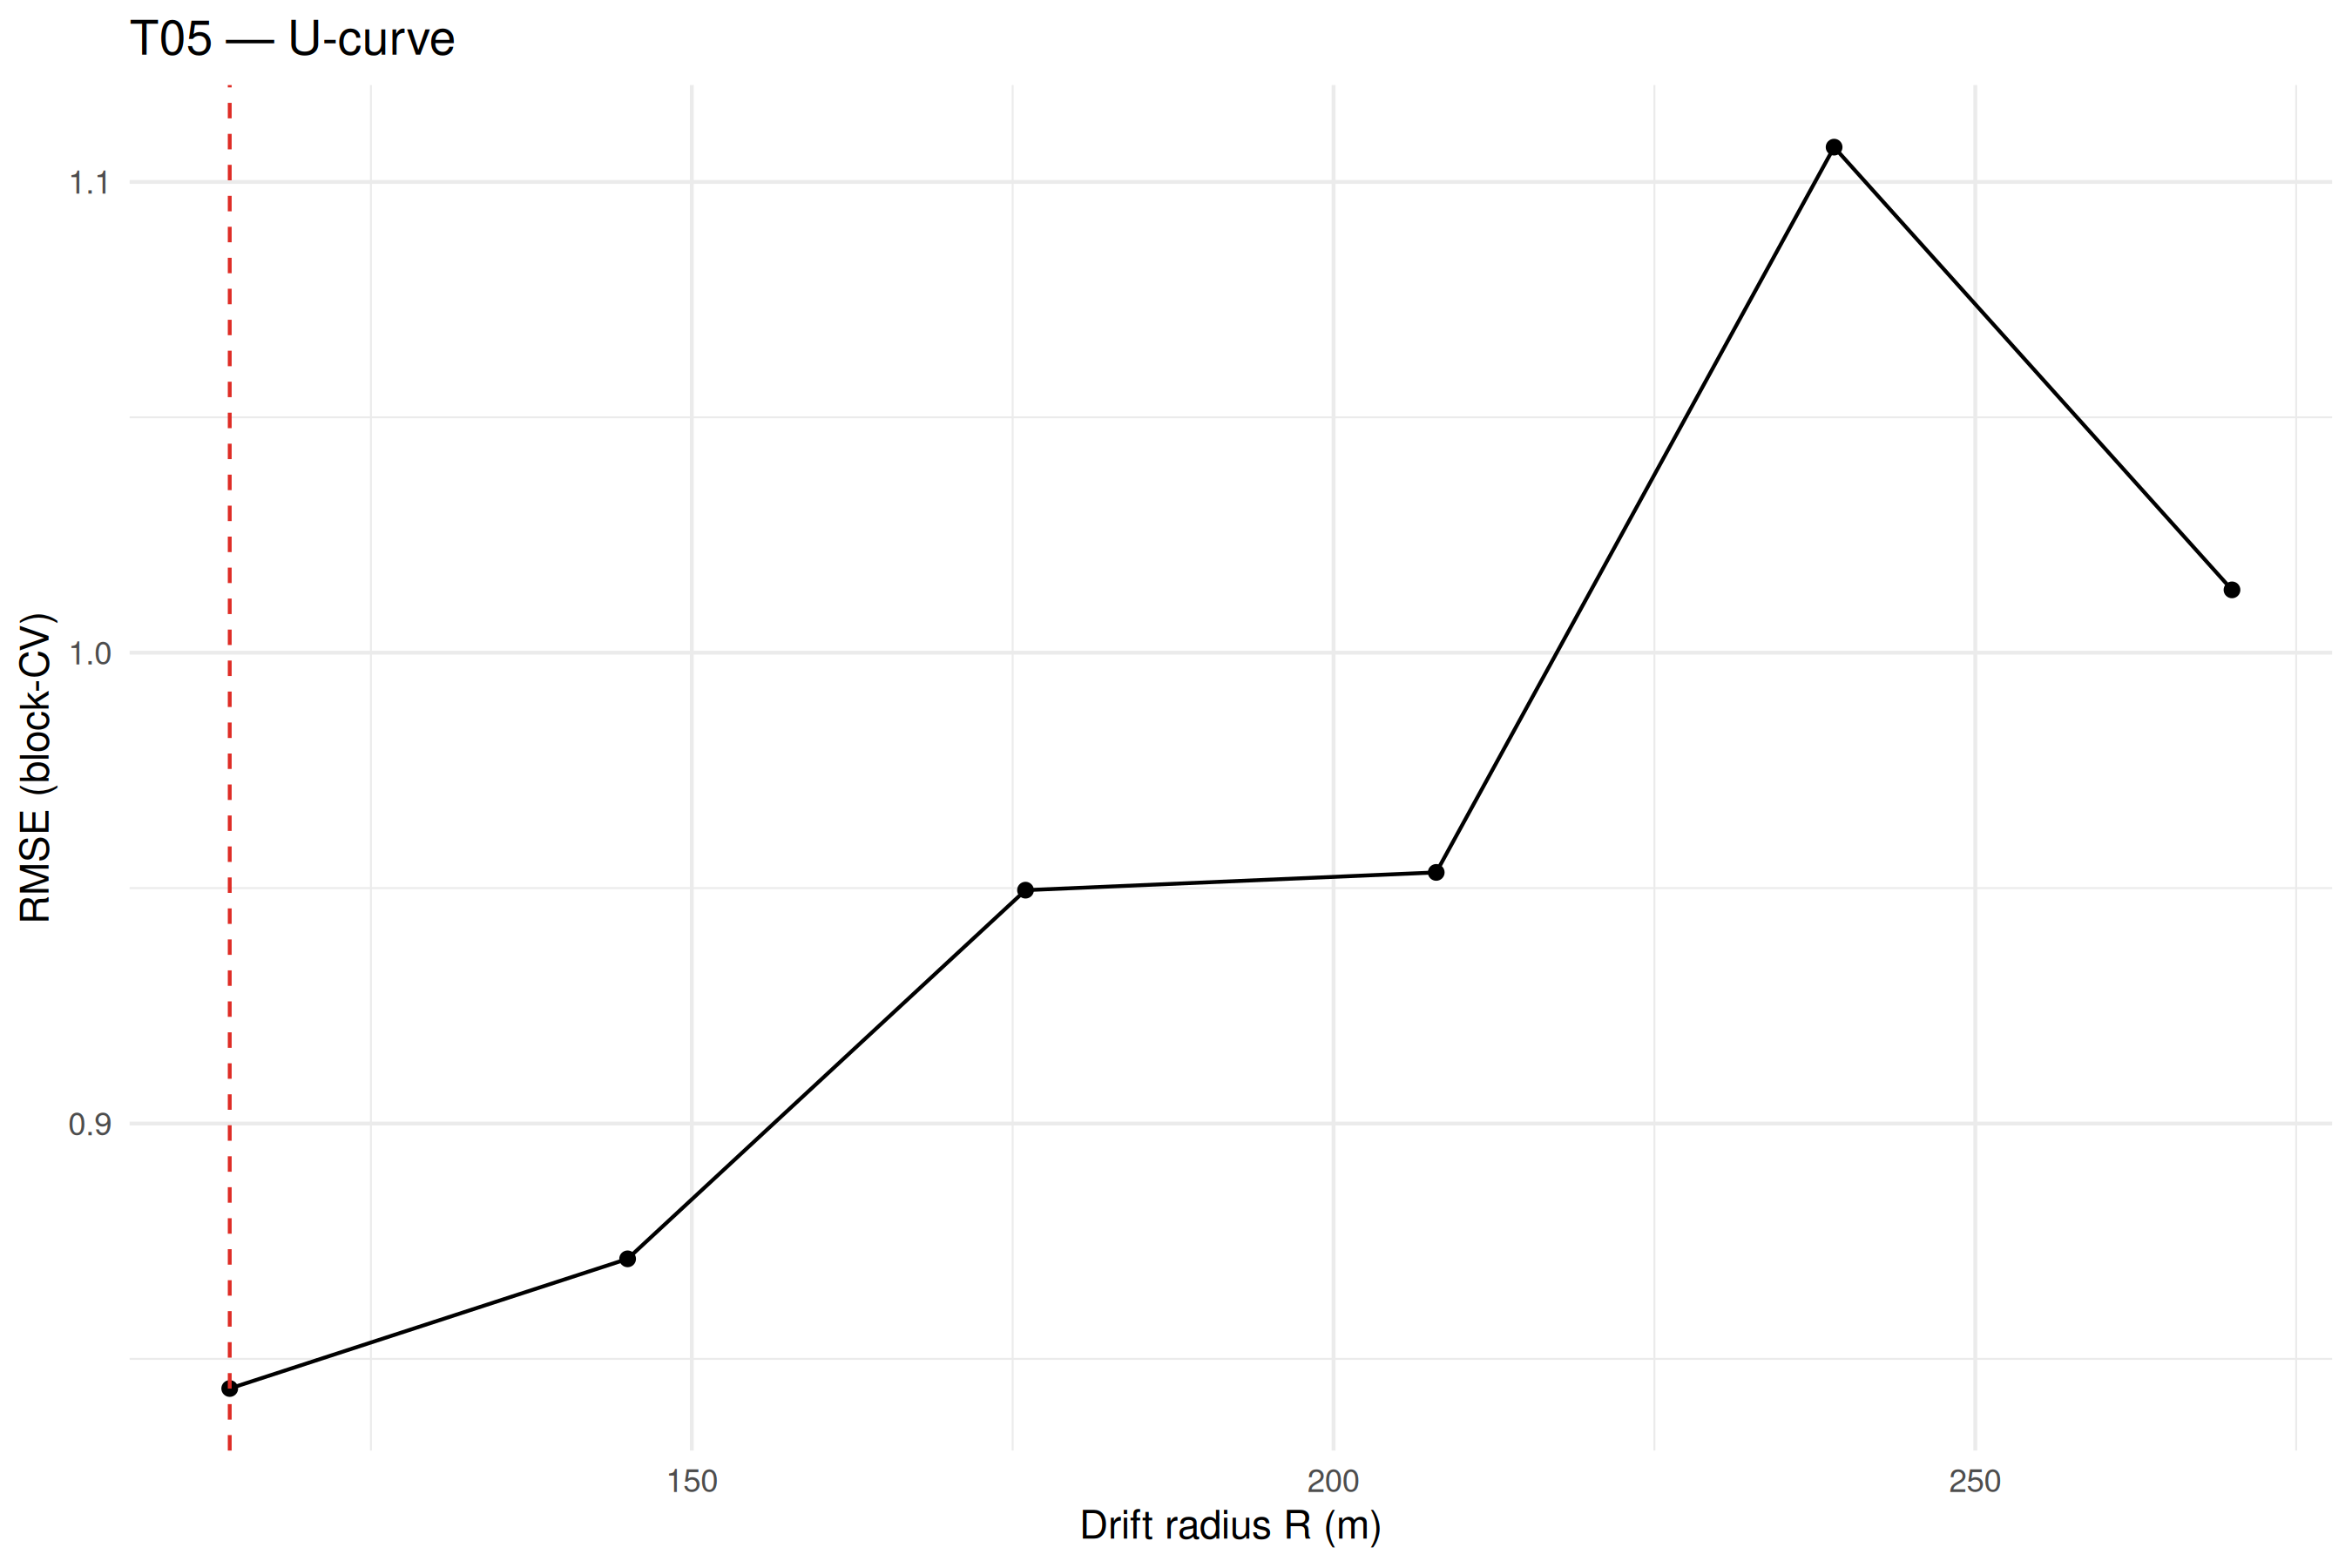 T05 — U-curve
1.1
1.0
0.9
RMSE (block-CV)
150
200
250
Drift radius R (m)